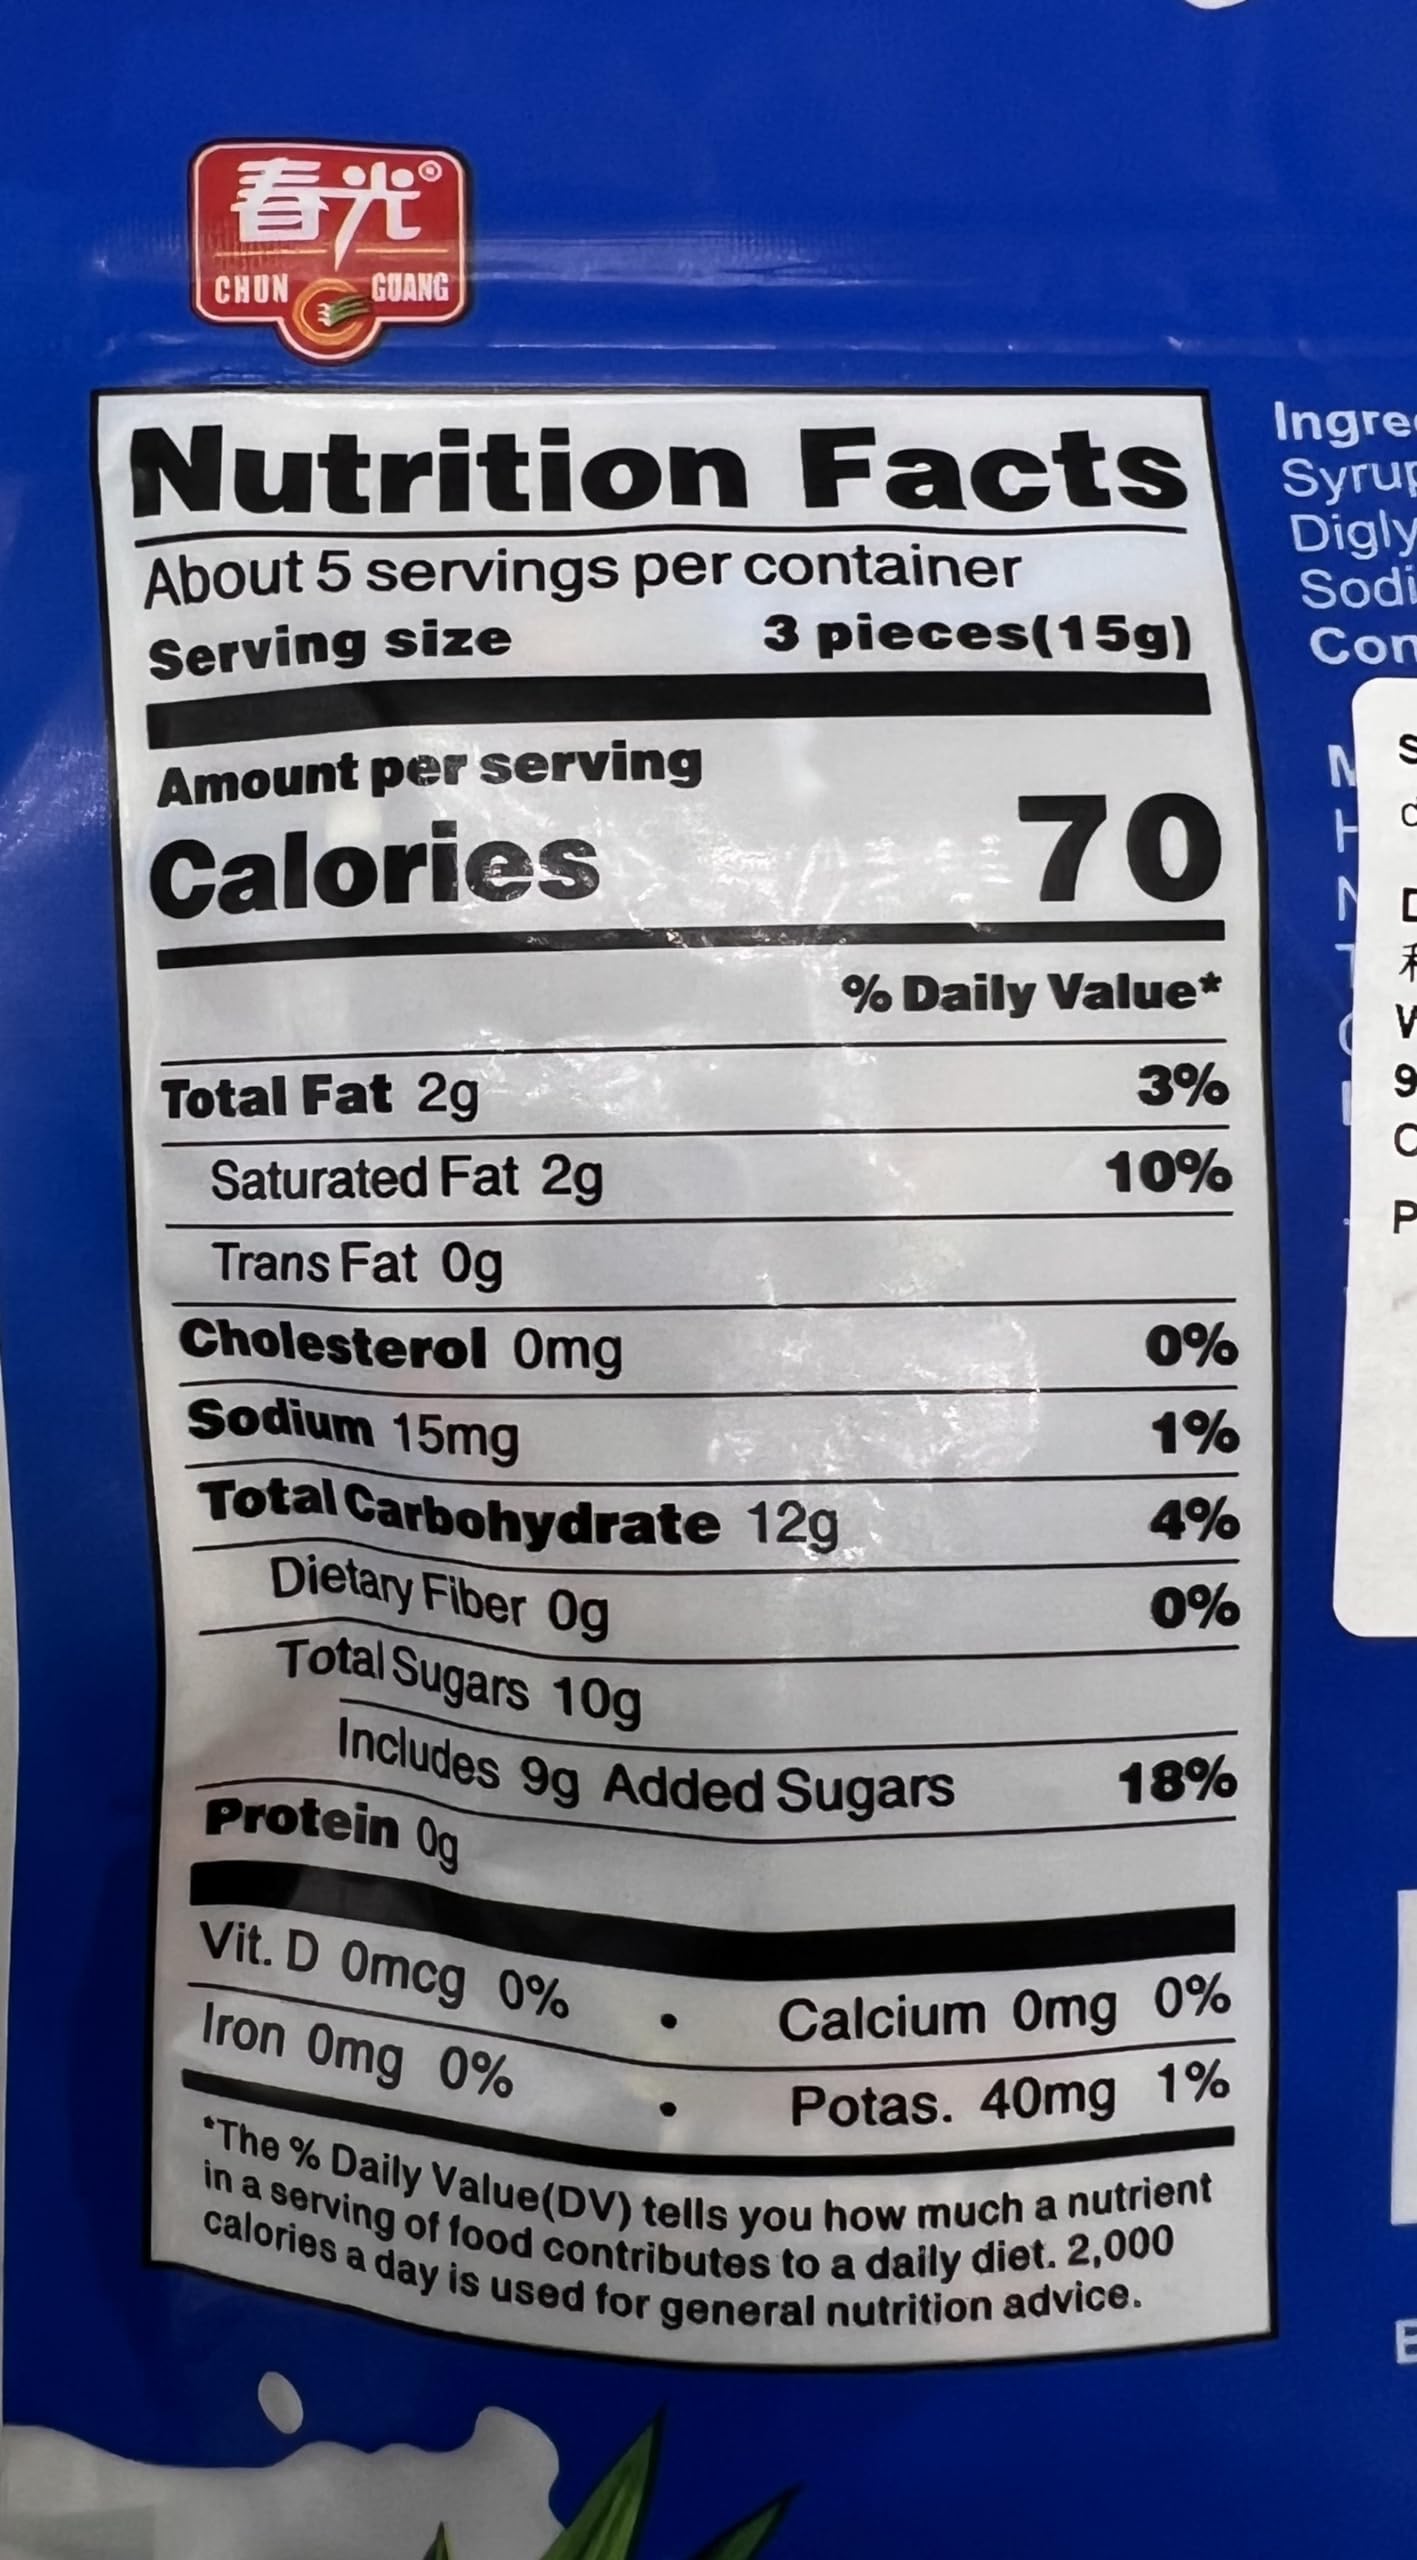 春光®
CHUN GUANG
Nutrition Facts
About 5 servings per container
Serving size 3 pieces(15g)
Amount per serving
Calories 70
% Daily Value*
Total Fat 2g 3%
Saturated Fat 2g 10%
Trans Fat 0g
Cholesterol 0mg 0%
Sodium 15mg 1%
Total Carbohydrate 12g 4%
Dietary Fiber 0g 0%
Total Sugars 10g
Includes 9g Added Sugars 18%
Protein 0g
Vit. D 0mcg 0% • Calcium 0mg 0%
Iron 0mg 0% • Potas. 40mg 1%
*The % Daily Value(DV) tells you how much a nutrient
in a serving of food contributes to a daily diet. 2,000
calories a day is used for general nutrition advice.